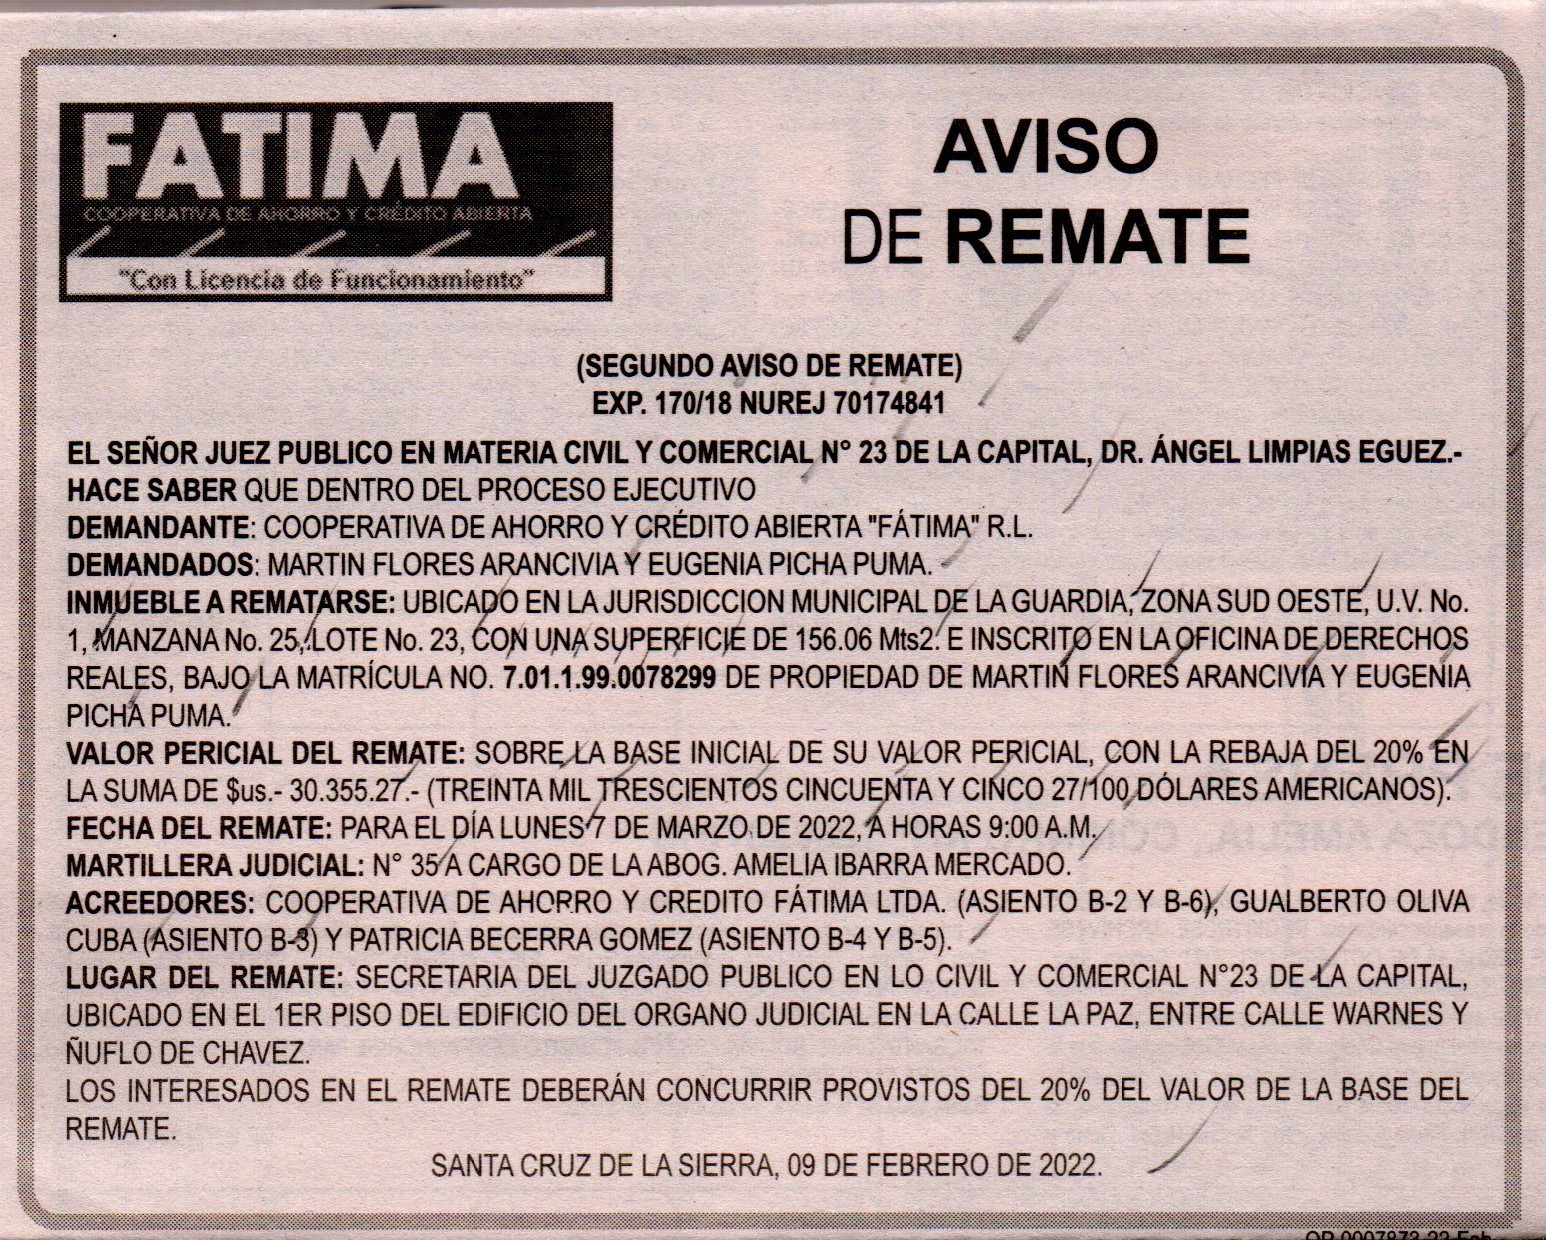 FATIMA
COOPERATIVA DE AHORRO Y CRÉDITO ABIERTA
"Con Licencia de Funcionamiento"
AVISO
DE REMATE
(SEGUNDO AVISO DE REMATE)
EXP. 170/18 NUREJ 70174841
EL SEÑOR JUEZ PUBLICO EN MATERIA CIVIL Y COMERCIAL N° 23 DE LA CAPITAL, DR. ÁNGEL LIMPIAS EGUEZ.-
HACE SABER QUE DENTRO DEL PROCESO EJECUTIVO
DEMANDANTE: COOPERATIVA DE AHORRO Y CRÉDITO ABIERTA "FÁTIMA" R.L.
DEMANDADOS: MARTIN FLORES ARANCIVIA Y EUGENIA PICHA PUMA.
INMUEBLE A REMATARSE: UBICADO EN LA JURISDICCION MUNICIPAL DE LA GUARDIA, ZONA SUD OESTE, U.V. No.
1, MANZANA No. 25, LOTE No. 23, CON UNA SUPERFICIE DE 156.06 Mts2. E INSCRITO EN LA OFICINA DE DERECHOS
REALES, BAJO LA MATRÍCULA NO. 7.01.1.99.0078299 DE PROPIEDAD DE MARTIN FLORES ARANCIVIA Y EUGENIA
PICHA PUMA.
VALOR PERICIAL DEL REMATE: SOBRE LA BASE INICIAL DE SU VALOR PERICIAL, CON LA REBAJA DEL 20% EN
LA SUMA DE $us.- 30.355.27.- (TREINTA MIL TRESCIENTOS CINCUENTA Y CINCO 27/100 DÓLARES AMERICANOS).
FECHA DEL REMATE: PARA EL DÍA LUNES 7 DE MARZO DE 2022, A HORAS 9:00 A.M.
MARTILLERA JUDICIAL: N° 35 A CARGO DE LA ABOG. AMELIA IBARRA MERCADO.
ACREEDORES: COOPERATIVA DE AHORRO Y CREDITO FÁTIMA LTDA. (ASIENTO B-2 Y B-6), GUALBERTO OLIVA
CUBA (ASIENTO B-3) Y PATRICIA BECERRA GOMEZ (ASIENTO B-4 Y B-5).
LUGAR DEL REMATE: SECRETARIA DEL JUZGADO PUBLICO EN LO CIVIL Y COMERCIAL N°23 DE LA CAPITAL,
UBICADO EN EL 1ER PISO DEL EDIFICIO DEL ORGANO JUDICIAL EN LA CALLE LA PAZ, ENTRE CALLE WARNES Y
ÑUFLO DE CHAVEZ.
LOS INTERESADOS EN EL REMATE DEBERÁN CONCURRIR PROVISTOS DEL 20% DEL VALOR DE LA BASE DEL
REMATE.
SANTA CRUZ DE LA SIERRA, 09 DE FEBRERO DE 2022.